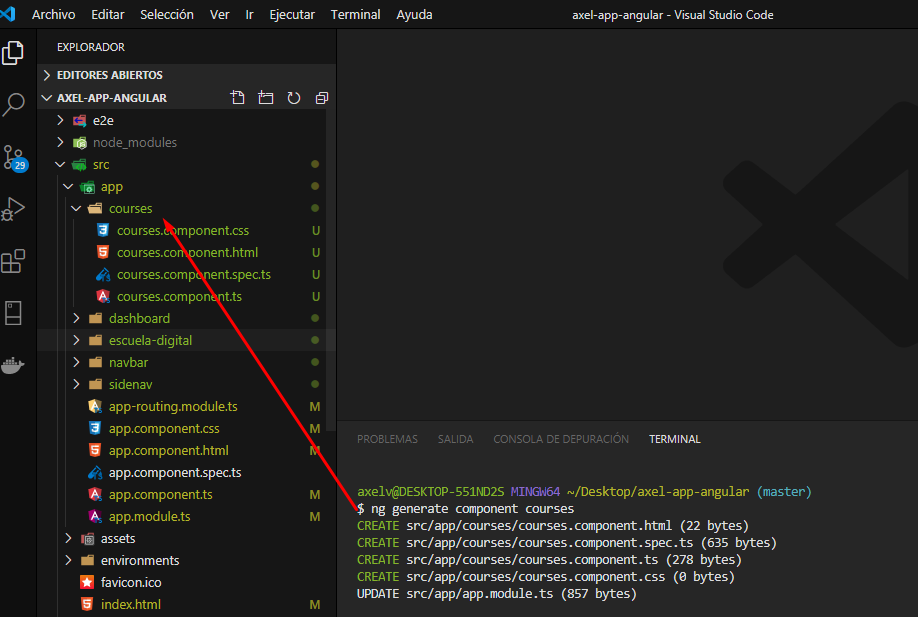 Archivo Editar Selección Ver Ir Ejecutar Terminal Ayuda axel-app-angular - Visual Studio Code
EXPLORADOR
EDITORES ABIERTOS
AXEL-APP-ANGULAR
e2e
node_modules
src
app
courses
courses.component.css U
courses.component.html U
courses.component.spec.ts U
courses.component.ts U
dashboard
escuela-digital
navbar
sidenav
app-routing.module.ts M
app.component.css M
app.component.html M
app.component.spec.ts
app.component.ts M
app.module.ts M
assets
environments
favicon.ico
index.html M
29
PROBLEMAS SALIDA CONSOLA DE DEPURACIÓN TERMINAL
axelv@DESKTOP-551ND2S MINGW64 ~/Desktop/axel-app-angular (master)
$ ng generate component courses
CREATE src/app/courses/courses.component.html (22 bytes)
CREATE src/app/courses/courses.component.spec.ts (635 bytes)
CREATE src/app/courses/courses.component.ts (278 bytes)
CREATE src/app/courses/courses.component.css (0 bytes)
UPDATE src/app/app.module.ts (857 bytes)